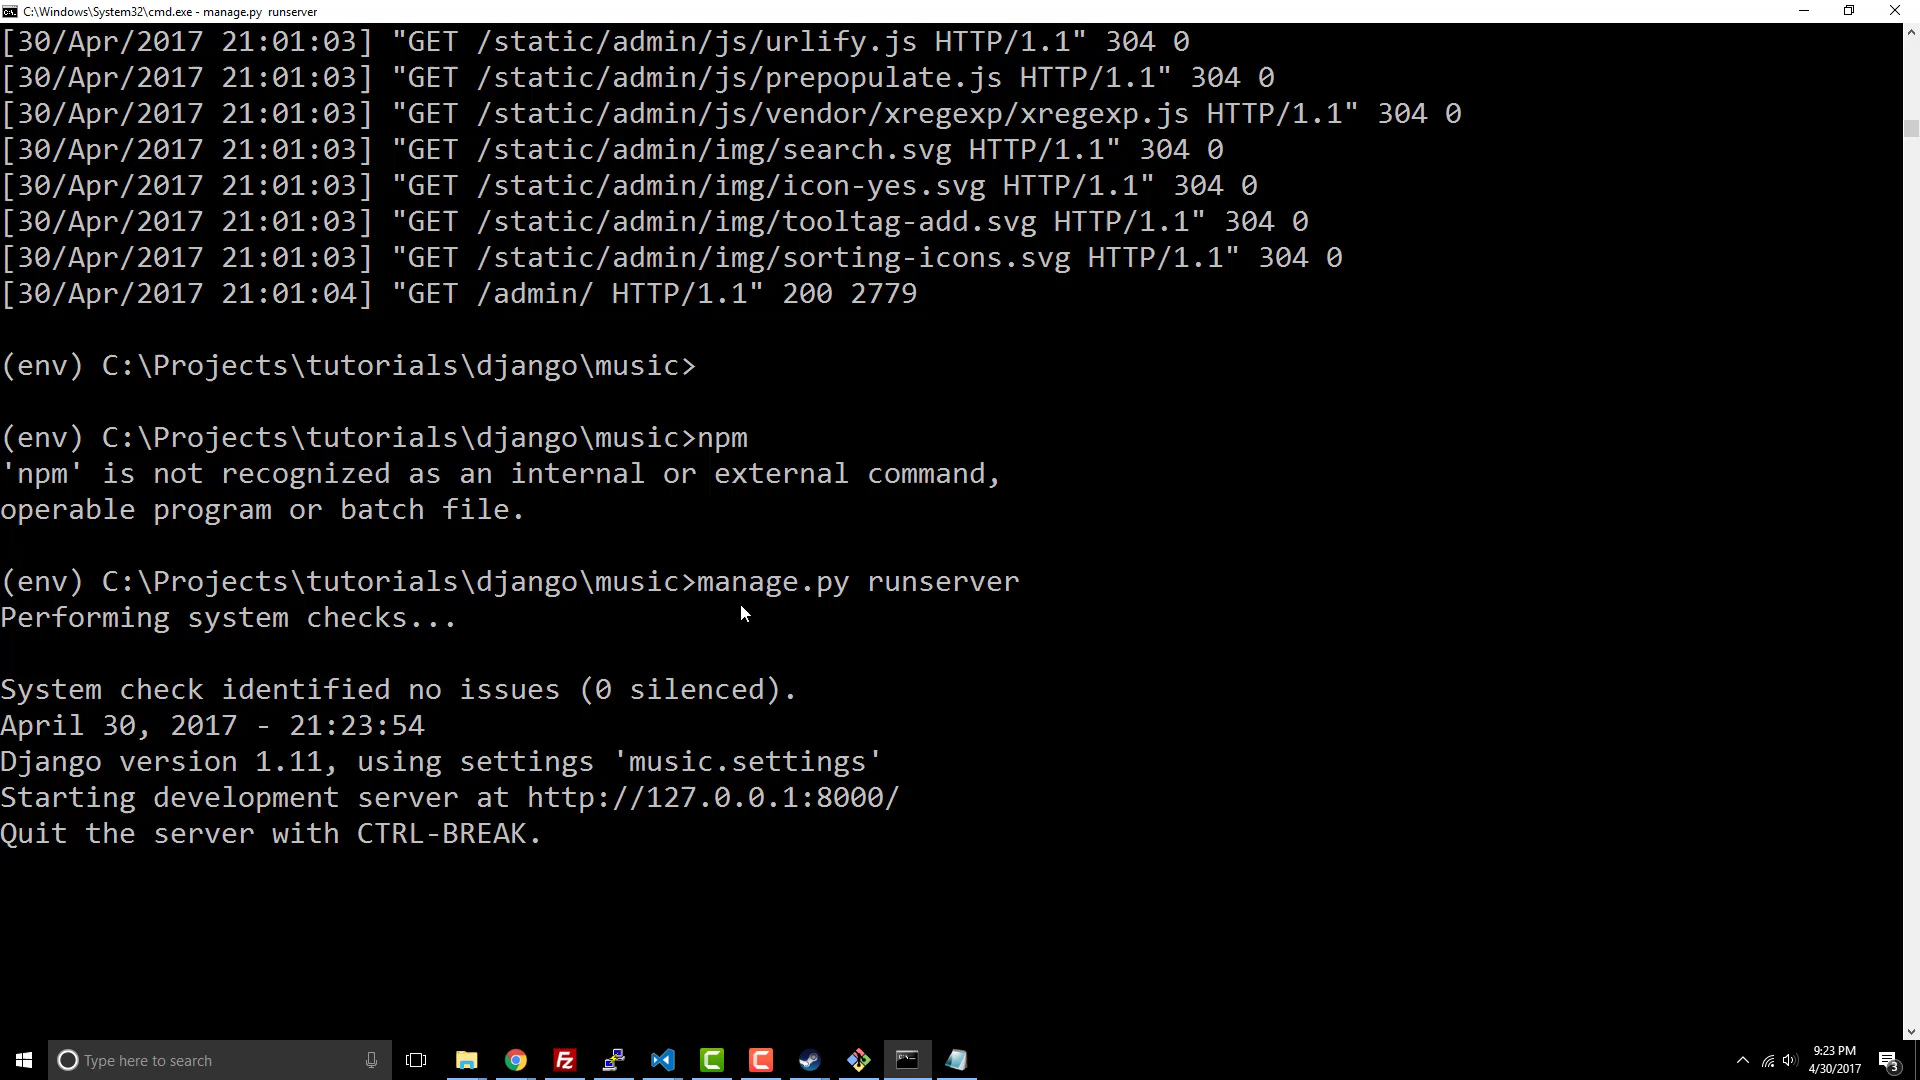 C:\Windows\System32\cmd.exe - manage.py  runserver
[30/Apr/2017 21:01:03] "GET /static/admin/js/urlify.js HTTP/1.1" 304 0
[30/Apr/2017 21:01:03] "GET /static/admin/js/prepopulate.js HTTP/1.1" 304 0
[30/Apr/2017 21:01:03] "GET /static/admin/js/vendor/xregexp/xregexp.js HTTP/1.1" 304 0
[30/Apr/2017 21:01:03] "GET /static/admin/img/search.svg HTTP/1.1" 304 0
[30/Apr/2017 21:01:03] "GET /static/admin/img/icon-yes.svg HTTP/1.1" 304 0
[30/Apr/2017 21:01:03] "GET /static/admin/img/tooltag-add.svg HTTP/1.1" 304 0
[30/Apr/2017 21:01:03] "GET /static/admin/img/sorting-icons.svg HTTP/1.1" 304 0
[30/Apr/2017 21:01:04] "GET /admin/ HTTP/1.1" 200 2779
(env) C:\Projects\tutorials\django\music>
(env) C:\Projects\tutorials\django\music>npm
'npm' is not recognized as an internal or external command,
operable program or batch file.
(env) C:\Projects\tutorials\django\music>manage.py runserver
Performing system checks...
System check identified no issues (0 silenced).
April 30, 2017 - 21:23:54
Django version 1.11, using settings 'music.settings'
Starting development server at http://127.0.0.1:8000/
Quit the server with CTRL-BREAK.
Type here to search
Fz
C
C
9:23 PM
4/30/2017
3